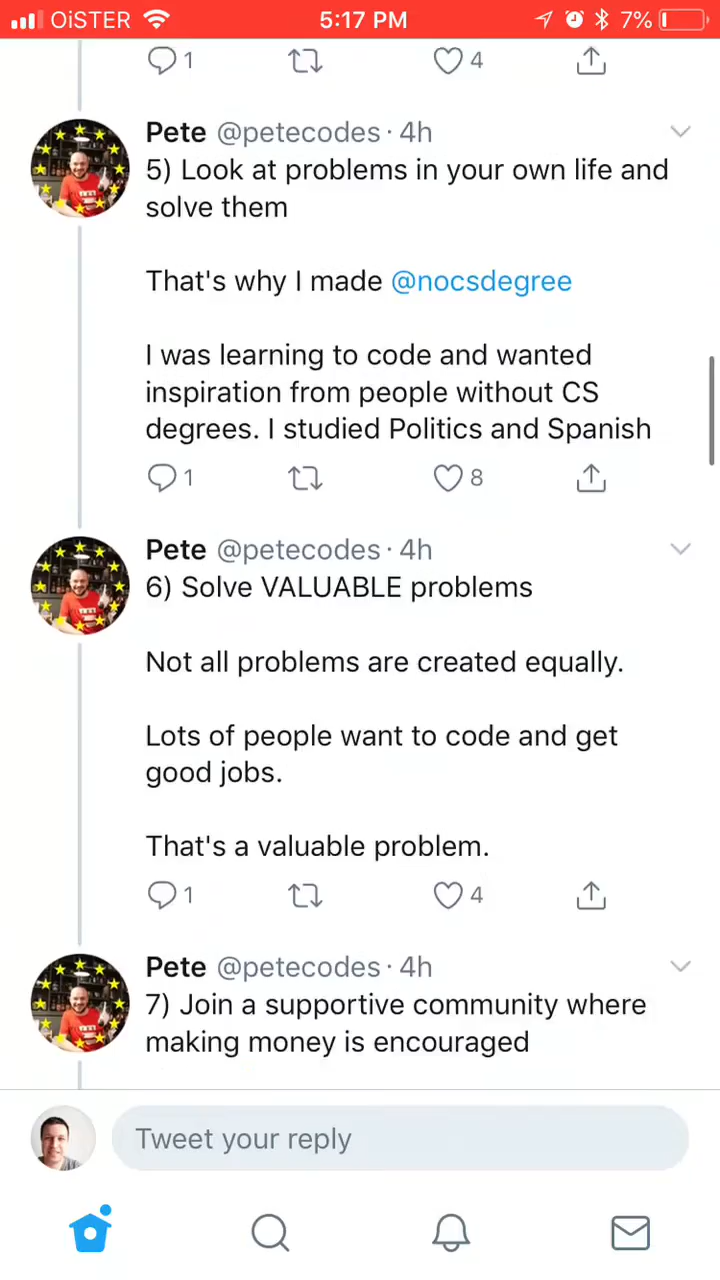 OiSTER 5:17 PM 7%
1 4
Pete @petecodes · 4h
5) Look at problems in your own life and
solve them
That's why I made @nocsdegree
I was learning to code and wanted
inspiration from people without CS
degrees. I studied Politics and Spanish
1 8
Pete @petecodes · 4h
6) Solve VALUABLE problems
Not all problems are created equally.
Lots of people want to code and get
good jobs.
That's a valuable problem.
1 4
Pete @petecodes · 4h
7) Join a supportive community where
making money is encouraged
Tweet your reply